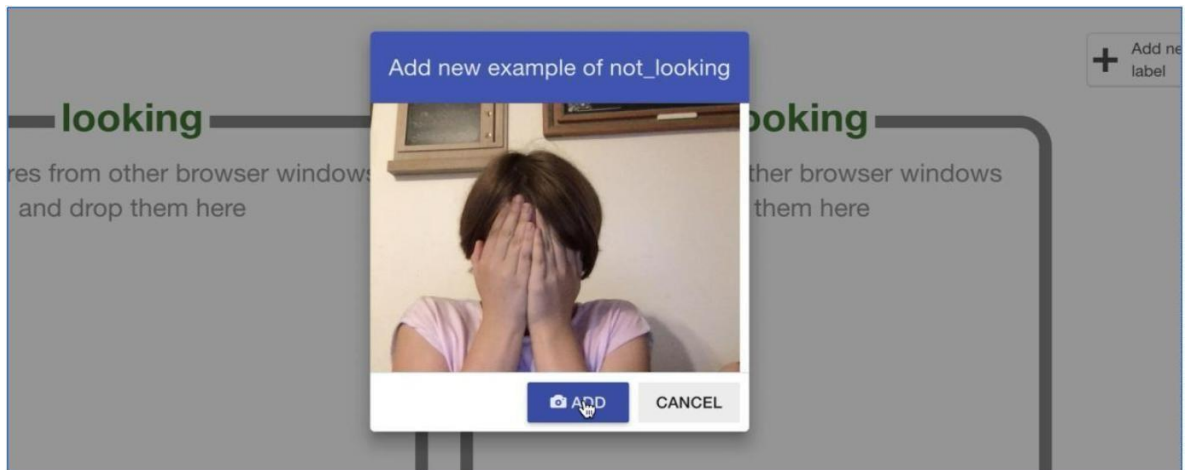 Add new example of not_looking
Add ne
label
looking
ooking
res from other browser windows
ther browser windows
and drop them here
them here
ADD
CANCEL